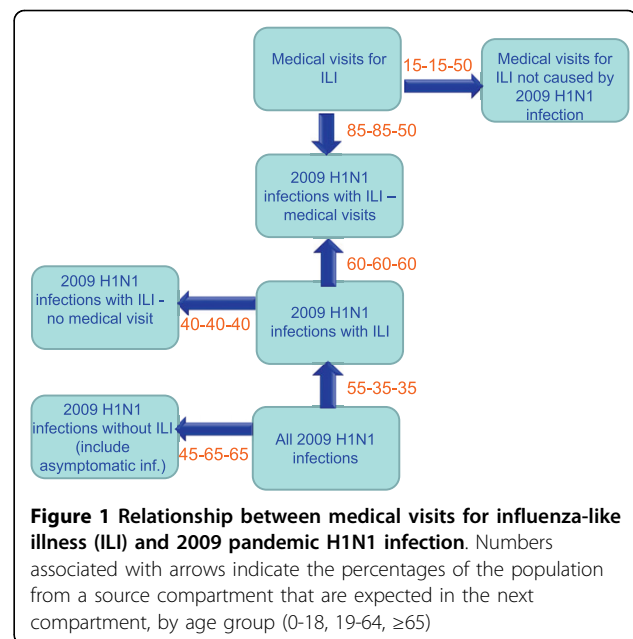 Medical visits for
ILI
15-15-50
Medical visits for
ILI not caused by
2009 H1N1
infection
85-85-50
2009 H1N1
infections with ILI –
medical visits
60-60-60
2009 H1N1
infections with ILI -
no medical visit
40-40-40
2009 H1N1
infections with ILI
55-35-35
2009 H1N1
infections without ILI
(include
asymptomatic inf.)
45-65-65
All 2009 H1N1
infections
Figure 1 Relationship between medical visits for influenza-like
illness (ILI) and 2009 pandemic H1N1 infection. Numbers
associated with arrows indicate the percentages of the population
from a source compartment that are expected in the next
compartment, by age group (0-18, 19-64, ≥65)